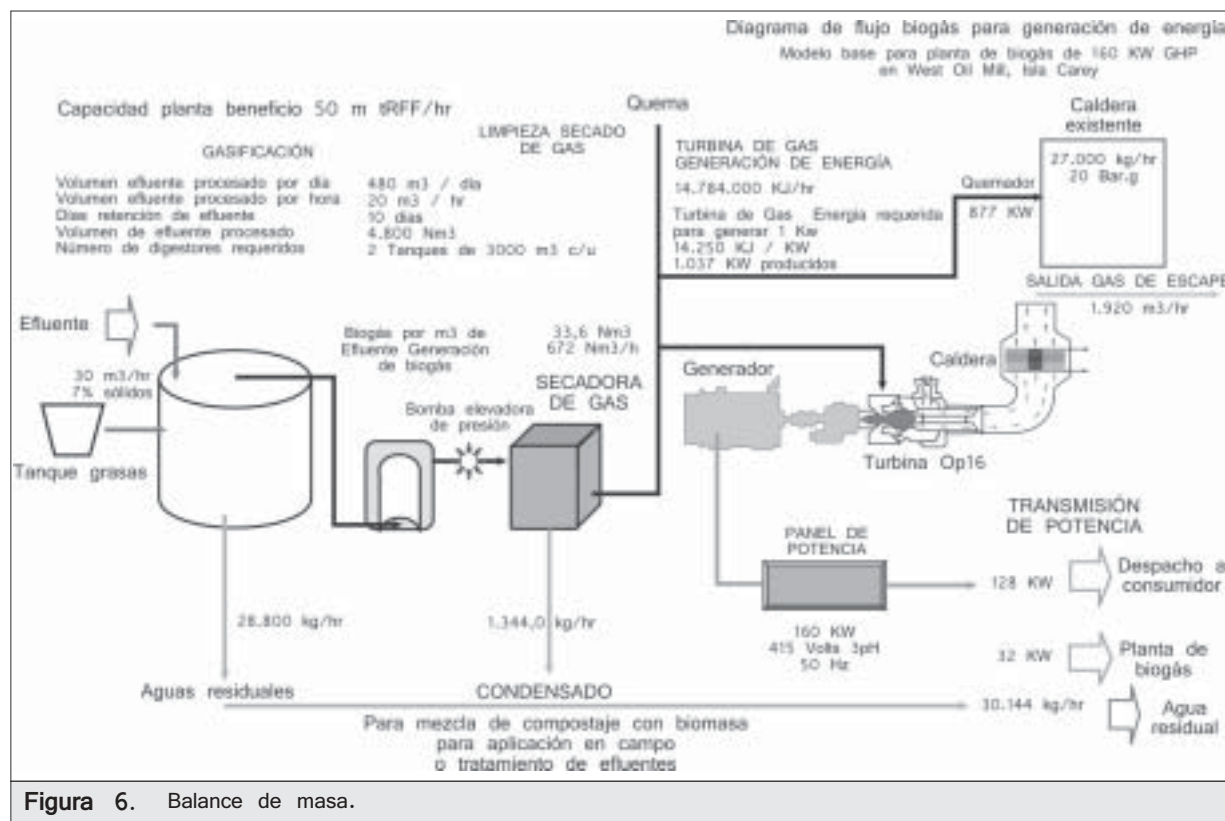 Diagrama de flujo biogás para generación de energía
Modelo base para planta de biogás de 160 KW GHP
en West Oil Mill, Isla Carey
Capacidad planta beneficio 50 m tRFF/hr
GASIFICACIÓN
Volumen efluente procesado por día 480 m3 / día
Volumen efluente procesado por hora 20 m3 / hr
Días retención de efluente 10 días
Volumen de efluente procesado 4.800 Nm3
Número de digestores requeridos 2 Tanques de 3000 m3 c/u
LIMPIEZA SECADO
DE GAS
Quema
TURBINA DE GAS
GENERACIÓN DE ENERGÍA
14.784.000 KJ/hr
Turbina de Gas Energía requerida
para generar 1 Kw
14.250 KJ / KW
1.037 KW producidos
Quemador
877 KW
Caldera
existente
27.000 kg/hr
20 Bar.g
SALIDA GAS DE ESCAPE
1.920 m3/hr
Efluente
30 m3/hr
7% sólidos
Tanque grasas
Biogás por m3 de
Efluente Generación
de biogás
33,6 Nm3
672 Nm3/h
Bomba elevadora
de presión
SECADORA
DE GAS
Generador
Caldera
Turbina Op16
PANEL DE
POTENCIA
160 KW
415 Volts 3pH
50 Hz
TRANSMISIÓN
DE POTENCIA
128 KW
Despacho a
consumidor
32 KW
Planta de
biogás
28.800 kg/hr
1.344,0 kg/hr
Aguas residuales
CONDENSADO
30.144 kg/hr
Agua
residual
Para mezcla de compostaje con biomasa
para aplicación en campo
o tratamiento de efluentes
Figura 6. Balance de masa.